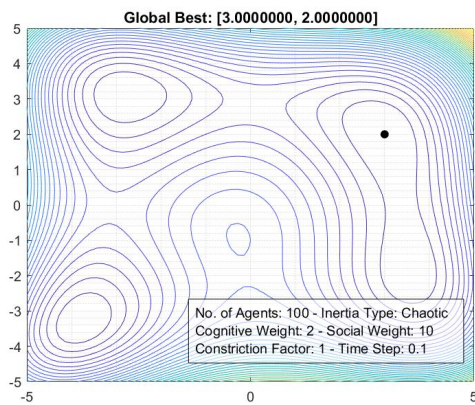 Global Best: [3.0000000, 2.0000000]
5
4
3
2
1
0
-1
-2
-3
-4
-5
No. of Agents: 100 - Inertia Type: Chaotic
Cognitive Weight: 2 - Social Weight: 10
Constriction Factor: 1 - Time Step: 0.1
-5 0 5